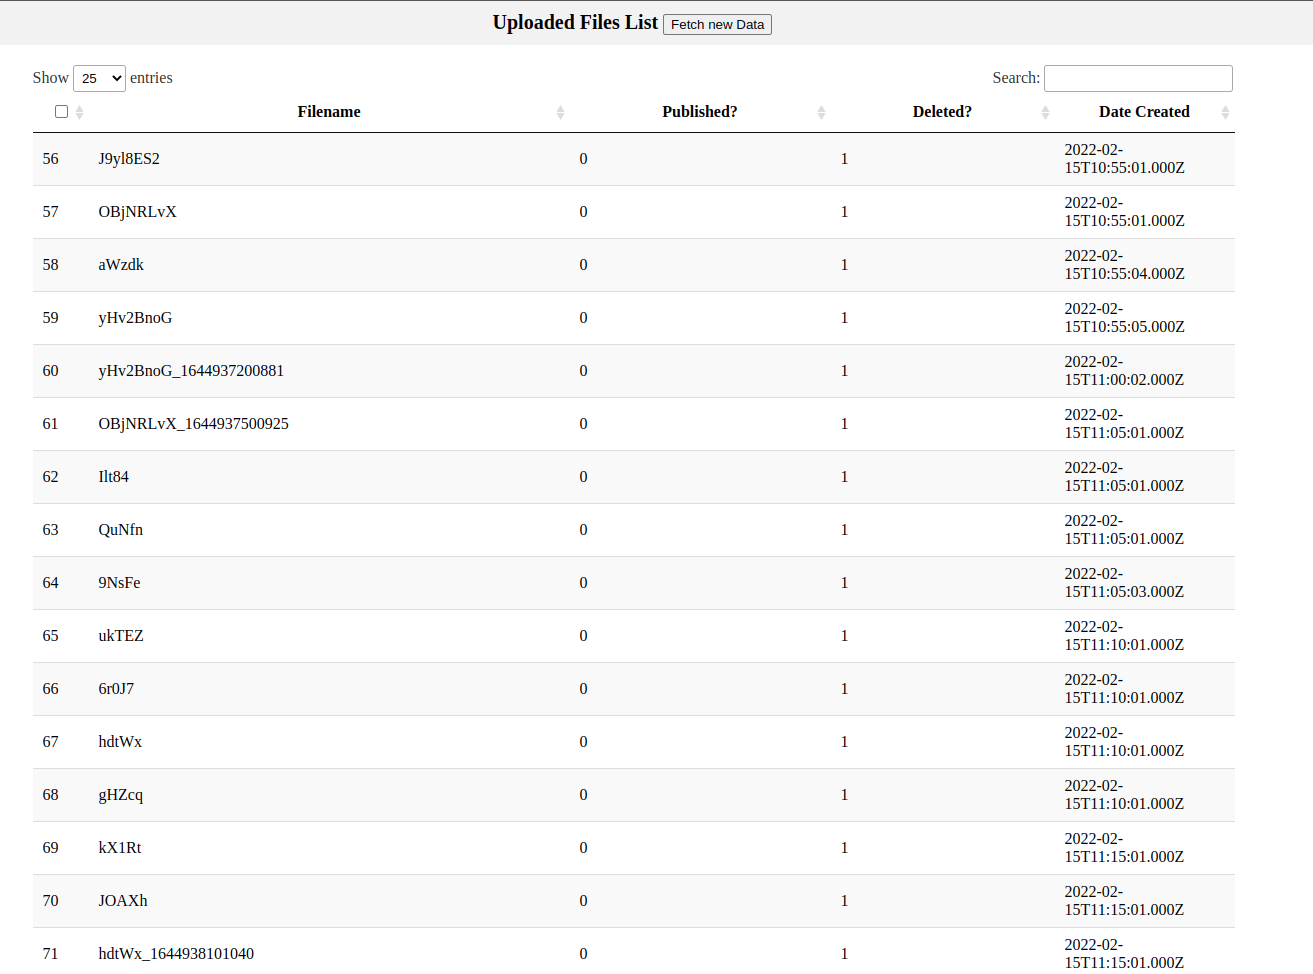 Uploaded Files List Fetch new Data
Show 25 entries Search:
Filename Published? Deleted? Date Created
56 J9yl8ES2 0 1 2022-02-
15T10:55:01.000Z
57 OBjNRLvX 0 1 2022-02-
15T10:55:01.000Z
58 aWzdk 0 1 2022-02-
15T10:55:04.000Z
59 yHv2BnoG 0 1 2022-02-
15T10:55:05.000Z
60 yHv2BnoG_1644937200881 0 1 2022-02-
15T11:00:02.000Z
61 OBjNRLvX_1644937500925 0 1 2022-02-
15T11:05:01.000Z
62 Ilt84 0 1 2022-02-
15T11:05:01.000Z
63 QuNfn 0 1 2022-02-
15T11:05:01.000Z
64 9NsFe 0 1 2022-02-
15T11:05:03.000Z
65 ukTEZ 0 1 2022-02-
15T11:10:01.000Z
66 6r0J7 0 1 2022-02-
15T11:10:01.000Z
67 hdtWx 0 1 2022-02-
15T11:10:01.000Z
68 gHZcq 0 1 2022-02-
15T11:10:01.000Z
69 kX1Rt 0 1 2022-02-
15T11:15:01.000Z
70 JOAXh 0 1 2022-02-
15T11:15:01.000Z
71 hdtWx_1644938101040 0 1 2022-02-
15T11:15:01.000Z